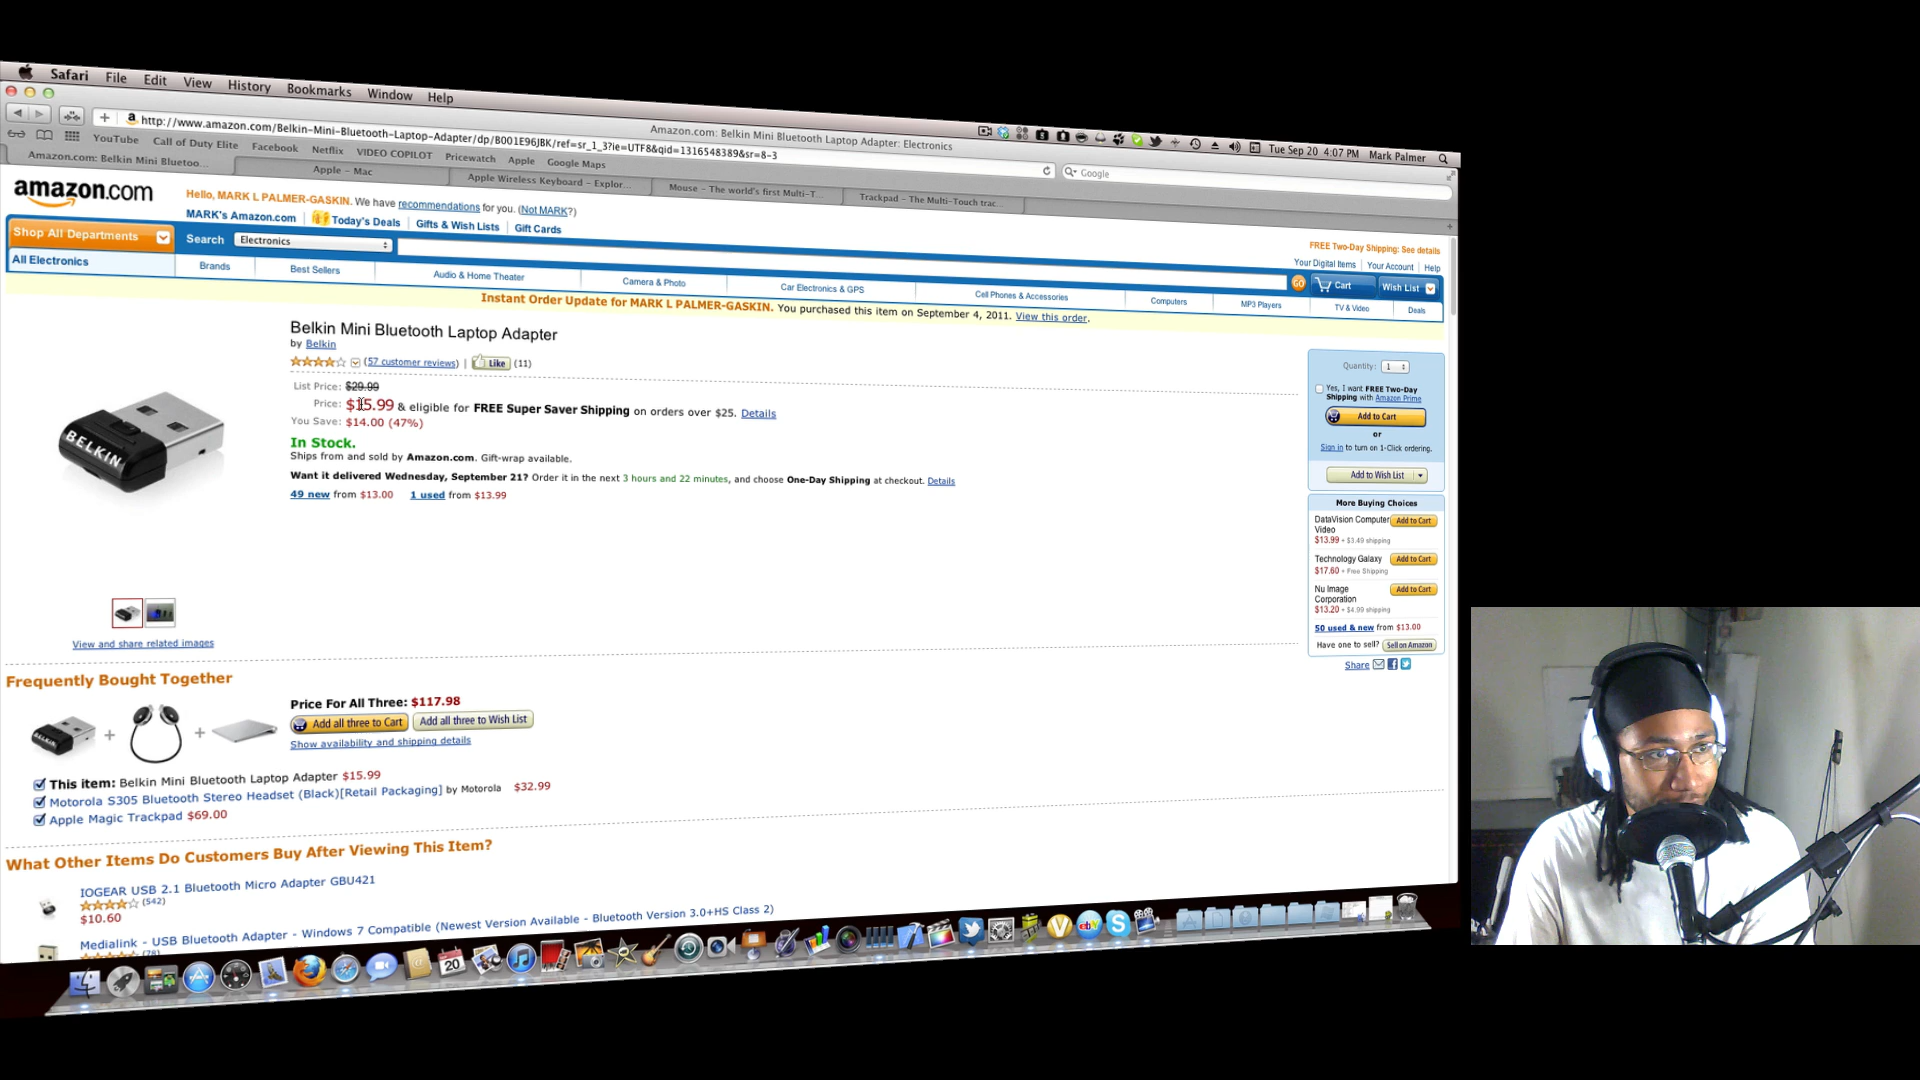 Safari File Edit View History Bookmarks Window Help
Tue Sep 20 4:07 PM Mark Palmer
Amazon.com: Belkin Mini Bluetooth Laptop Adapter: Electronics
http://www.amazon.com/Belkin-Mini-Bluetooth-Laptop-Adapter/dp/B001E96JBK/ref=sr_1_3?ie=UTF8&qid=1316548389&sr=8-3
Google
YouTube Call of Duty Elite Facebook Netflix VIDEO COPILOT Pricewatch Apple Google Maps
Amazon.com: Belkin Mini Bluetoo...
Apple - Mac
Apple Wireless Keyboard - Explor...
Mouse - The world's first Multi-T...
Trackpad - The Multi-Touch trac...
amazon.com
Hello, MARK L PALMER-GASKIN. We have recommendations for you. (Not MARK?)
MARK's Amazon.com Today's Deals Gifts & Wish Lists Gift Cards
FREE Two-Day Shipping: See details
Your Digital Items Your Account Help
Shop All Departments
Search Electronics
GO
Cart
Wish List
All Electronics
Brands Best Sellers Audio & Home Theater Camera & Photo Car Electronics & GPS Cell Phones & Accessories Computers MP3 Players TV & Video Deals
Instant Order Update for MARK L PALMER-GASKIN. You purchased this item on September 4, 2011. View this order.
Belkin Mini Bluetooth Laptop Adapter
by Belkin
(57 customer reviews) | Like (11)
List Price: $29.99
Price: $15.99 & eligible for FREE Super Saver Shipping on orders over $25. Details
You Save: $14.00 (47%)
In Stock.
Ships from and sold by Amazon.com. Gift-wrap available.
Want it delivered Wednesday, September 21? Order it in the next 3 hours and 22 minutes, and choose One-Day Shipping at checkout. Details
49 new from $13.00 1 used from $13.99
BELKIN
View and share related images
Quantity: 1
Yes, I want FREE Two-Day
Shipping with Amazon Prime
Add to Cart
or
Sign in to turn on 1-Click ordering.
Add to Wish List
More Buying Choices
DataVision Computer Video
Add to Cart
$13.99 + $3.49 shipping
Technology Galaxy
Add to Cart
$17.60 + Free Shipping
Nu Image Corporation
Add to Cart
$13.20 + $4.99 shipping
50 used & new from $13.00
Have one to sell? Sell on Amazon
Share
Frequently Bought Together
BELKIN
+
+
Price For All Three: $117.98
Add all three to Cart Add all three to Wish List
Show availability and shipping details
This item: Belkin Mini Bluetooth Laptop Adapter $15.99
Motorola S305 Bluetooth Stereo Headset (Black)[Retail Packaging] by Motorola $32.99
Apple Magic Trackpad $69.00
What Other Items Do Customers Buy After Viewing This Item?
IOGEAR USB 2.1 Bluetooth Micro Adapter GBU421
(542)
$10.60
Medialink - USB Bluetooth Adapter - Windows 7 Compatible (Newest Version Available - Bluetooth Version 3.0+HS Class 2)
(78)
20
ebY